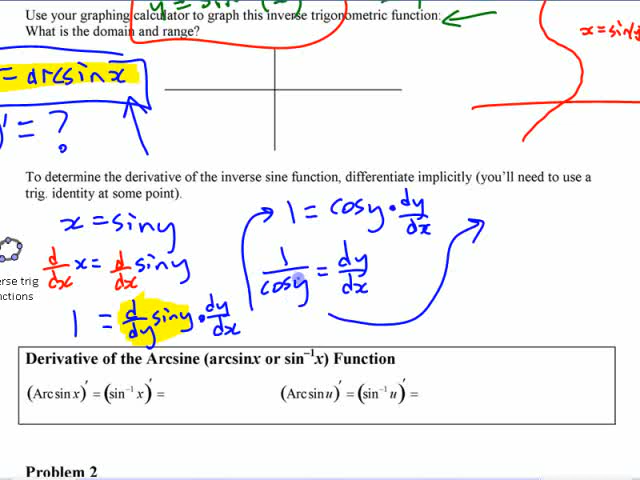 Use your graphing calculator to graph this inverse trigonometric function:
What is the domain and range?
= arcsin x
x = sin y
y' = ?
To determine the derivative of the inverse sine function, differentiate implicitly (you'll need to use a
trig. identity at some point).
x = sin y
1 = cos y · dy/dx
d/dx x = d/dx sin y
1/cos y = dy/dx
1 = d/dy sin y · dy/dx
Derivative of the Arcsine (arcsinx or sin⁻¹x) Function
(Arcsin x)′ = (sin⁻¹ x)′ =
(Arcsin u)′ = (sin⁻¹ u)′ =
Problem 2